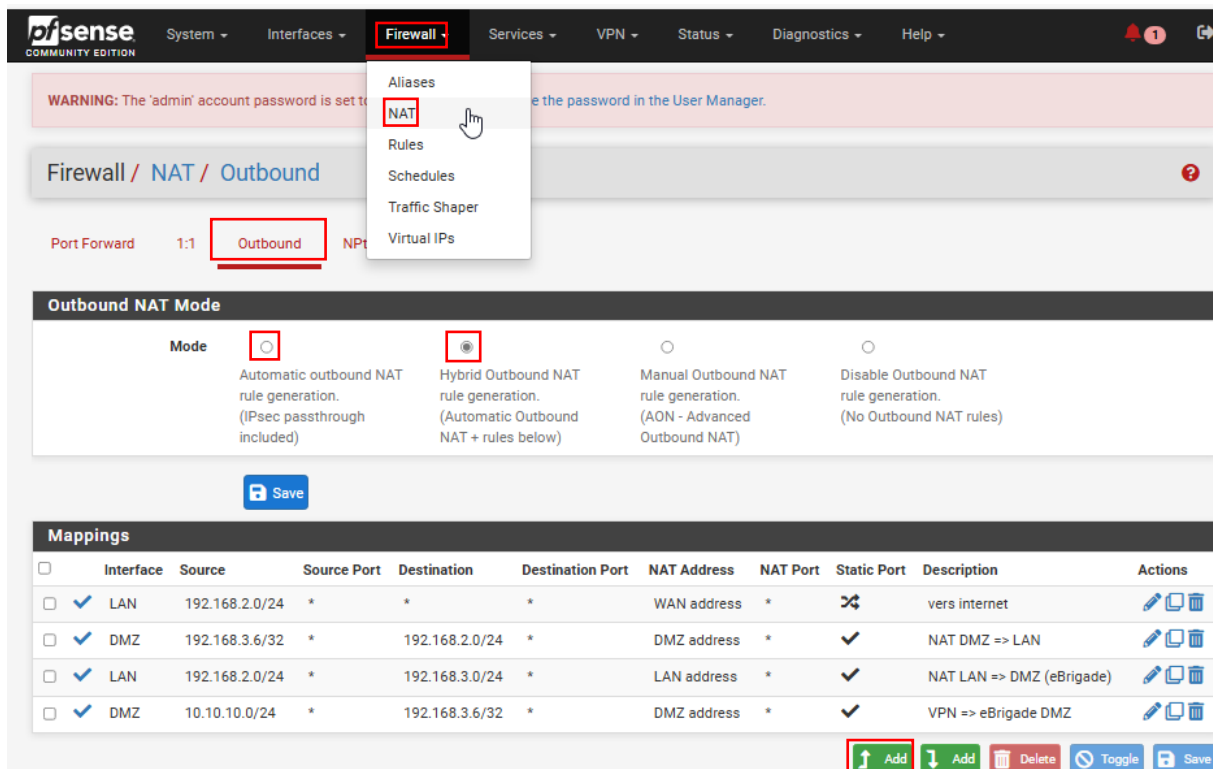 pfsense
COMMUNITY EDITION
System Interfaces Firewall Services VPN Status Diagnostics Help 1
Aliases
NAT
Rules
Schedules
Traffic Shaper
Virtual IPs
WARNING: The 'admin' account password is set to e the password in the User Manager.
Firewall / NAT / Outbound
Port Forward 1:1 Outbound NPt
Outbound NAT Mode
Mode
Automatic outbound NAT
rule generation.
(IPsec passthrough
included)
Hybrid Outbound NAT
rule generation.
(Automatic Outbound
NAT + rules below)
Manual Outbound NAT
rule generation.
(AON - Advanced
Outbound NAT)
Disable Outbound NAT
rule generation.
(No Outbound NAT rules)
Save
Mappings
Interface Source Source Port Destination Destination Port NAT Address NAT Port Static Port Description Actions
LAN 192.168.2.0/24 * * * WAN address * vers internet
DMZ 192.168.3.6/32 * 192.168.2.0/24 * DMZ address * NAT DMZ => LAN
LAN 192.168.2.0/24 * 192.168.3.0/24 * LAN address * NAT LAN => DMZ (eBrigade)
DMZ 10.10.10.0/24 * 192.168.3.6/32 * DMZ address * VPN => eBrigade DMZ
Add Add Delete Toggle Save